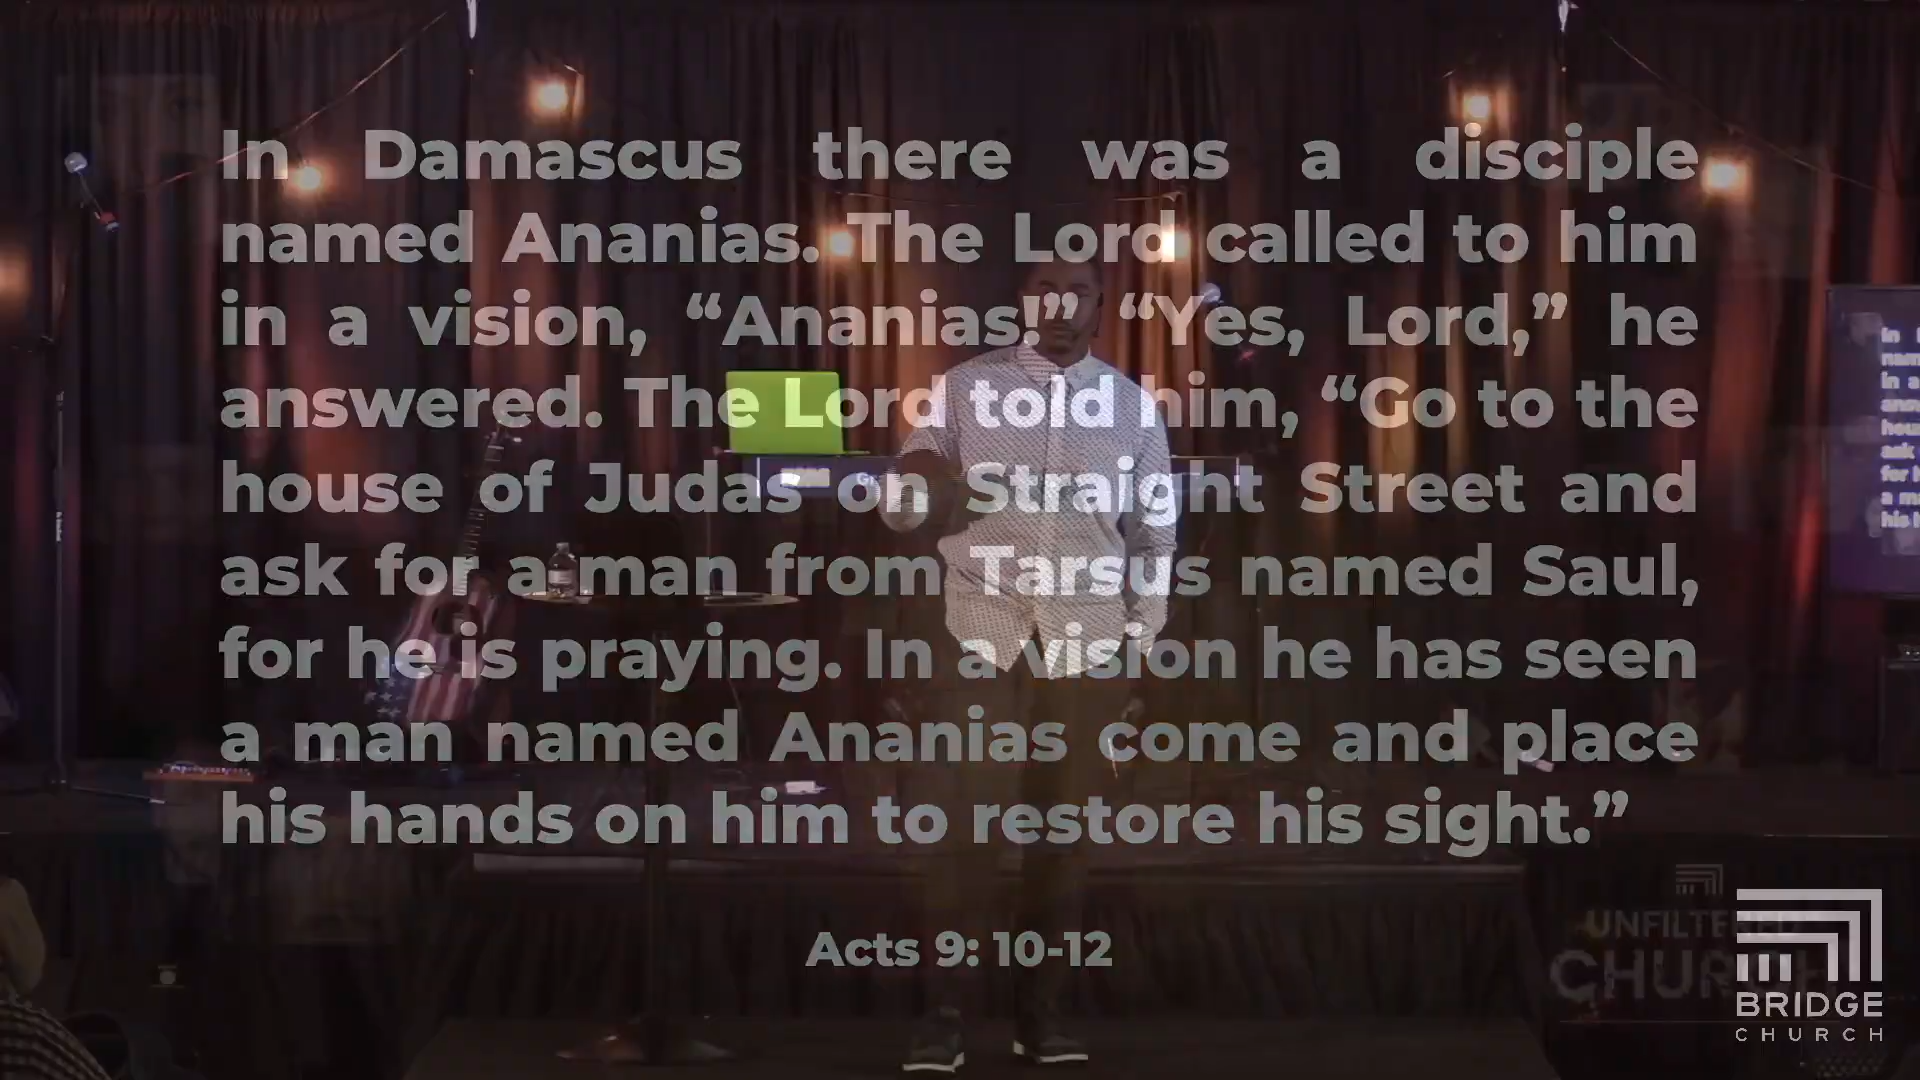 In Damascus there was a disciple
named Ananias. The Lord called to him
in a vision, “Ananias!” “Yes, Lord,” he
answered. The Lord told him, “Go to the
house of Judas on Straight Street and
ask for a man from Tarsus named Saul,
for he is praying. In a vision he has seen
a man named Ananias come and place
his hands on him to restore his sight.”
Acts 9: 10-12
UNFILTERED
CHURCH
BRIDGE
CHURCH